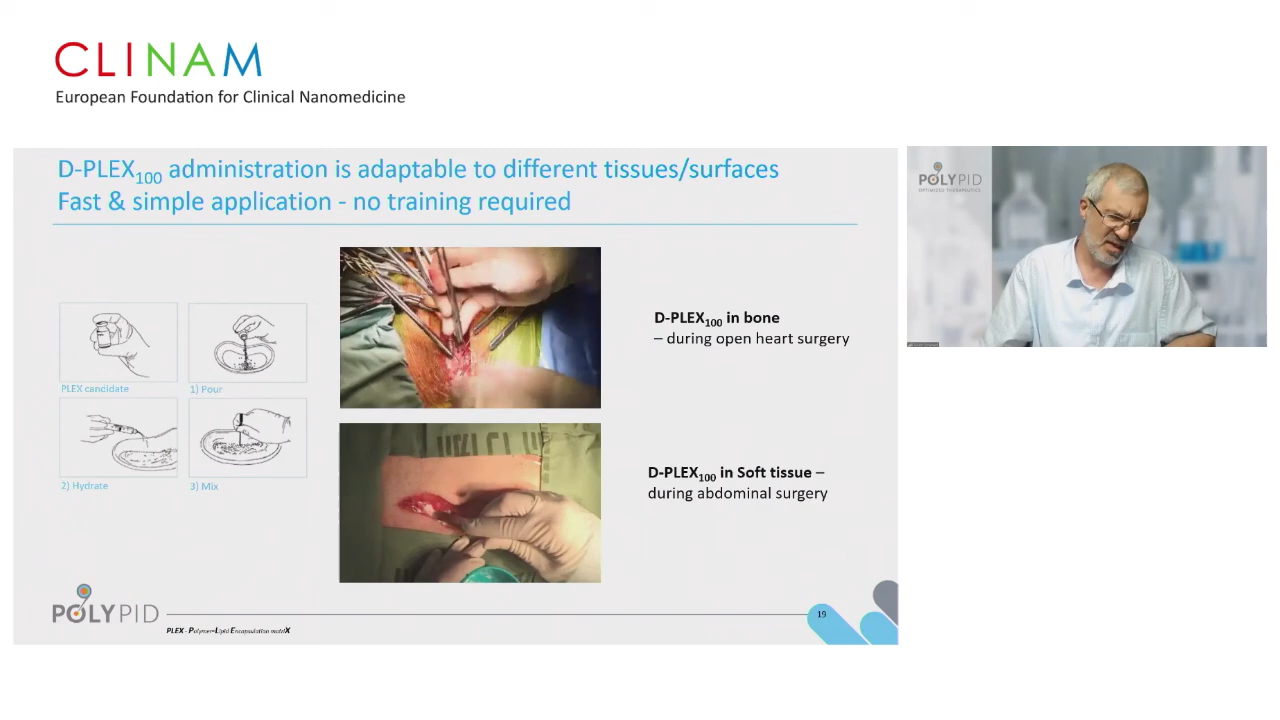 CLINAM
European Foundation for Clinical Nanomedicine
D-PLEX100 administration is adaptable to different tissues/surfaces
Fast & simple application - no training required
PLEX candidate
1) Pour
2) Hydrate
3) Mix
D-PLEX100 in bone
– during open heart surgery
D-PLEX100 in Soft tissue –
during abdominal surgery
POLYPID
PLEX - Polymer-Lipid Encapsulation matriX
19
POLYPID
OPTIMIZED THERAPEUTICS